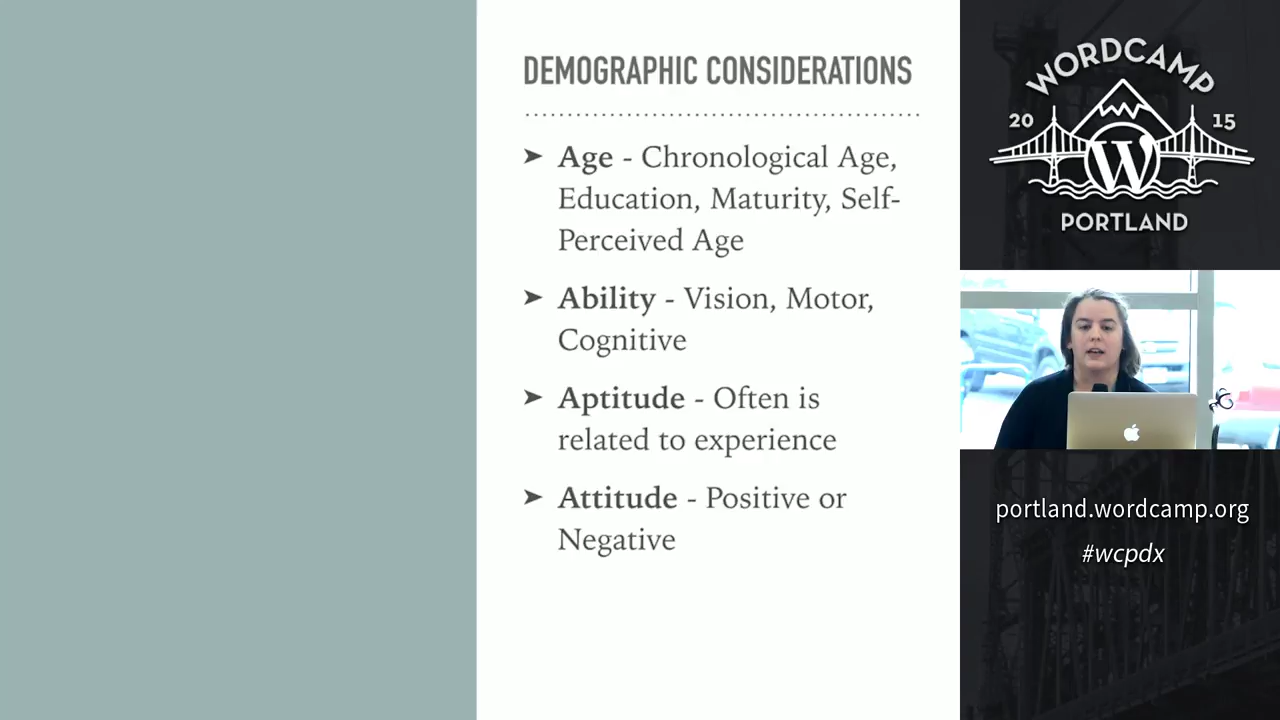 DEMOGRAPHIC CONSIDERATIONS
➤ Age - Chronological Age,
Education, Maturity, Self-
Perceived Age
➤ Ability - Vision, Motor,
Cognitive
➤ Aptitude - Often is
related to experience
➤ Attitude - Positive or
Negative
WORDCAMP
20 15
W
PORTLAND
portland.wordcamp.org
#wcpdx